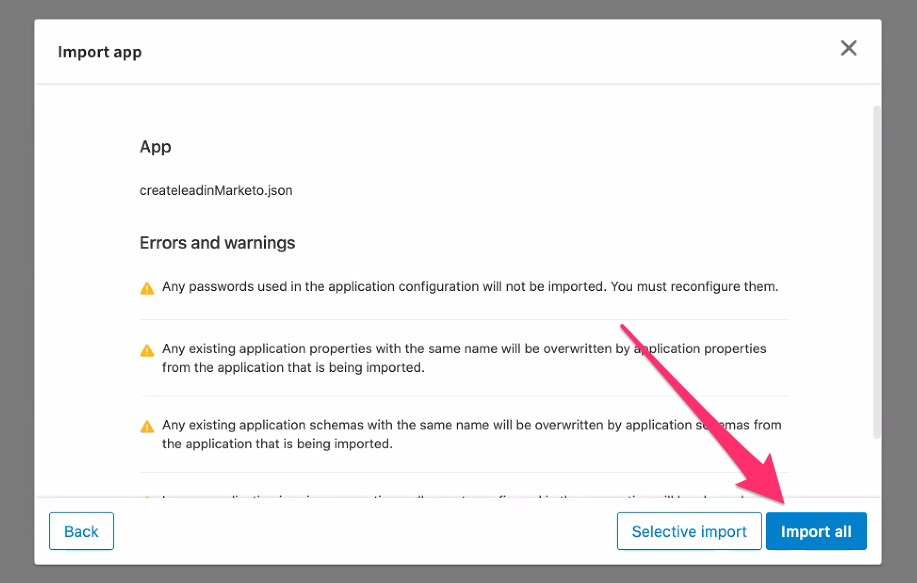 Import app
App
createleadinMarketo.json
Errors and warnings
Any passwords used in the application configuration will not be imported. You must reconfigure them.
Any existing application properties with the same name will be overwritten by application properties
from the application that is being imported.
Any existing application schemas with the same name will be overwritten by application schemas from
the application that is being imported.
Back
Selective import
Import all